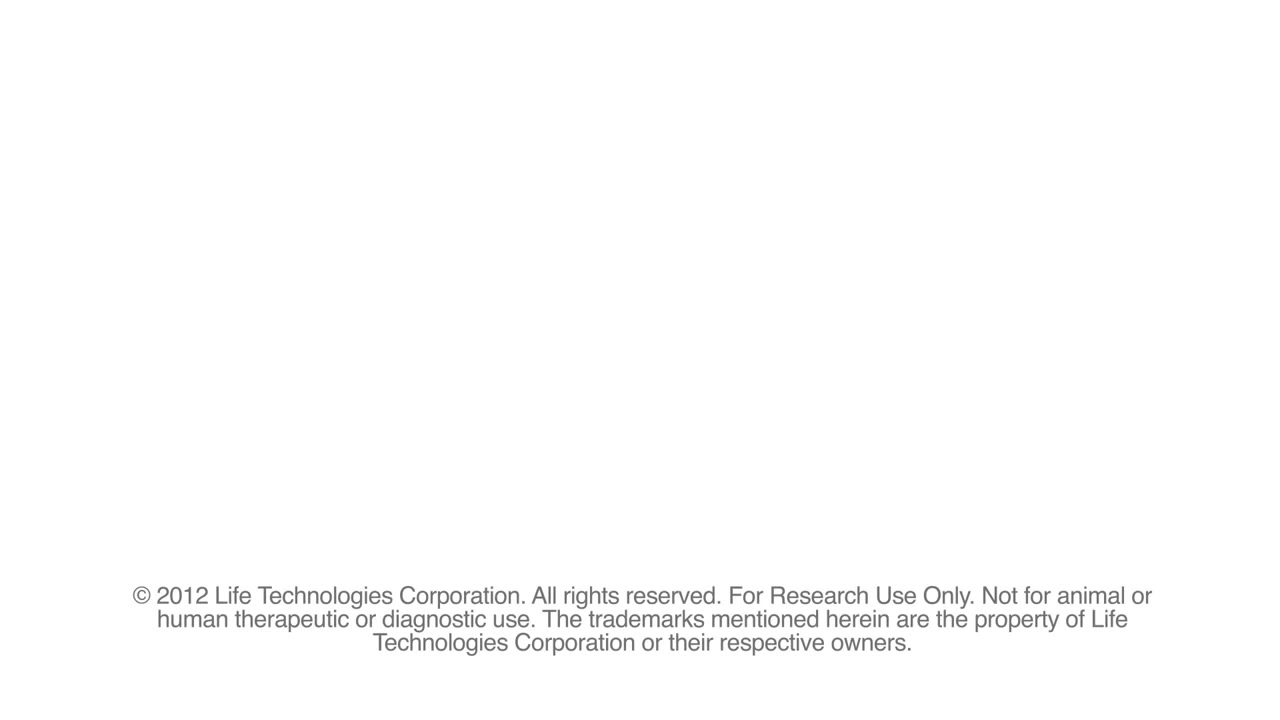 © 2012 Life Technologies Corporation. All rights reserved. For Research Use Only. Not for animal or
human therapeutic or diagnostic use. The trademarks mentioned herein are the property of Life
Technologies Corporation or their respective owners.